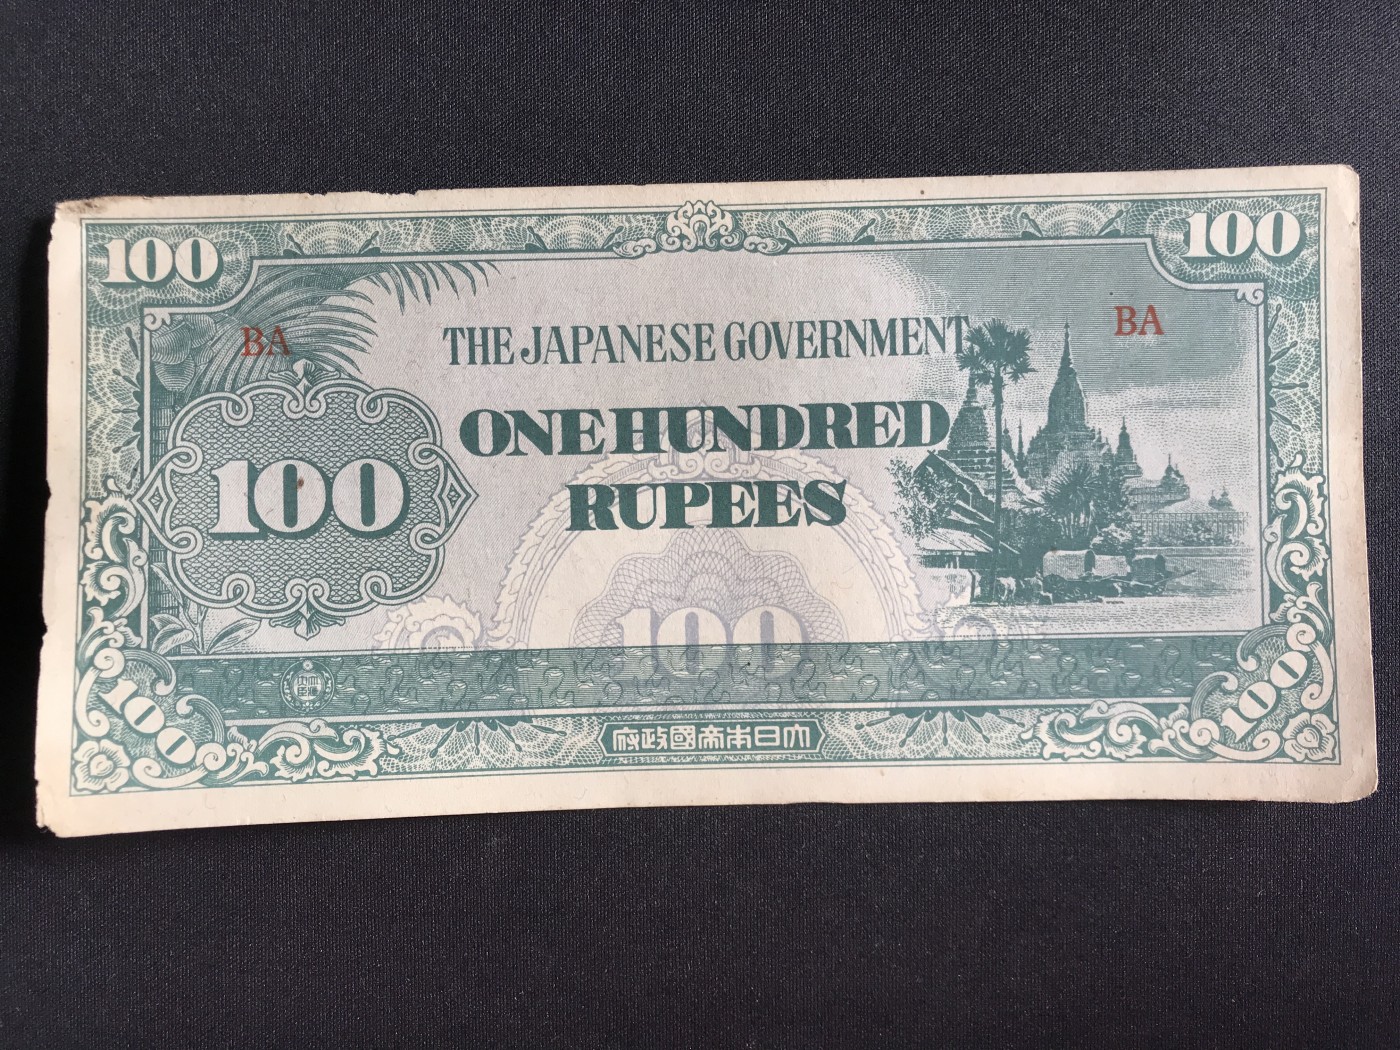 100 100
BA BA
THE JAPANESE GOVERNMENT
ONE HUNDRED
100
RUPEES
100
100 100
府政國帝本日大